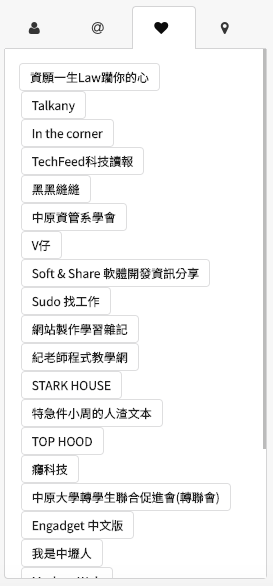 資願一生Law躪你的心
Talkany
In the corner
TechFeed科技讀報
黑黑縫縫
中原資管系學會
V仔
Soft & Share 軟體開發資訊分享
Sudo 找工作
網站製作學習雜記
紀老師程式教學網
STARK HOUSE
特急件小周的人渣文本
TOP HOOD
癮科技
中原大學轉學生聯合促進會(轉聯會)
Engadget 中文版
我是中壢人